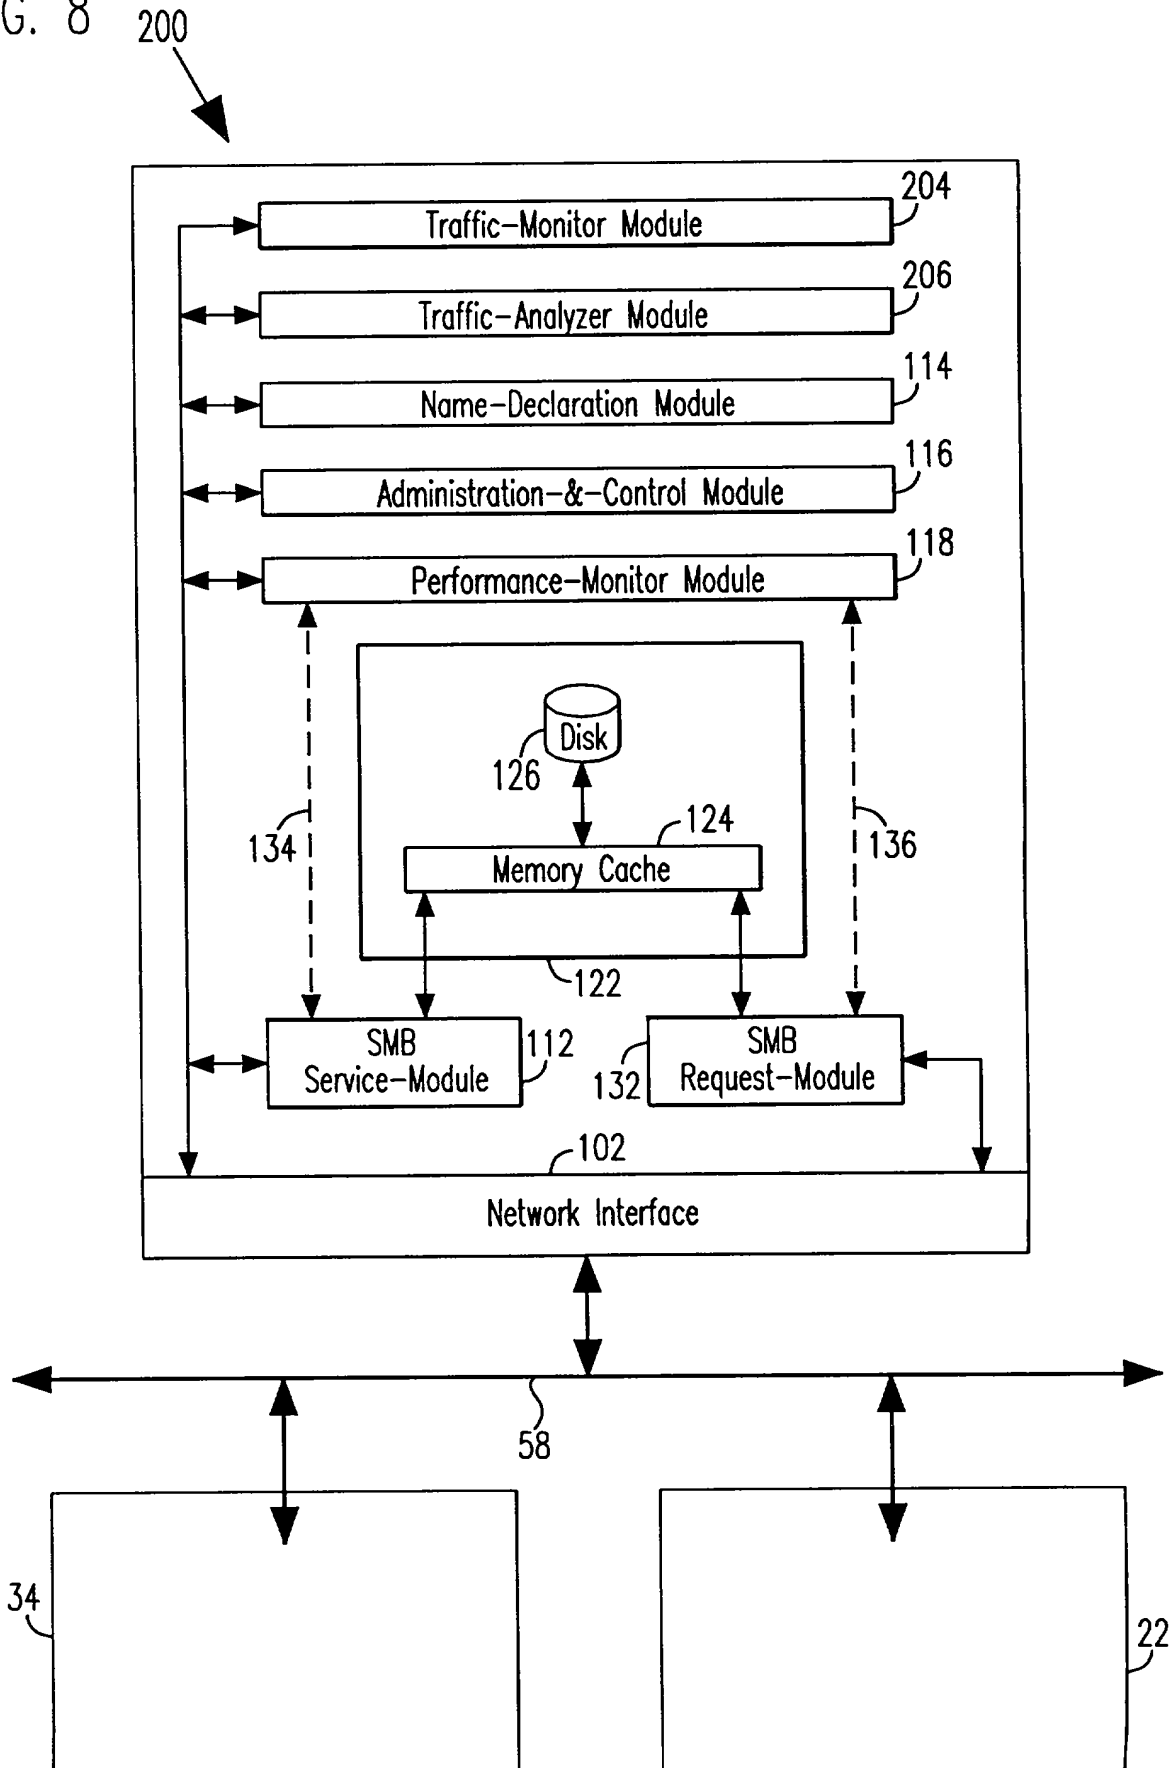 G. 8
200
204
Traffic-Monitor Module
206
Traffic-Analyzer Module
114
Name-Declaration Module
116
Administration-&-Control Module
118
Performance-Monitor Module
Disk
126
124
134
136
Memory Cache
122
SMB
Service-Module
112
132
SMB
Request-Module
102
Network Interface
58
34
22